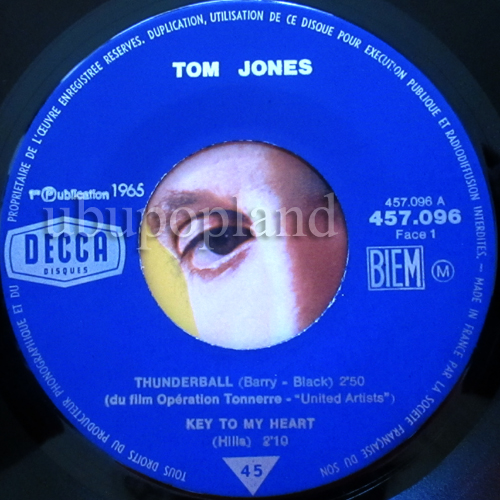 PROPRIETAIRE DE L'ŒUVRE ENREGISTREE RESERVES. DUPLICATION, UTILISATION DE CE DISQUE POUR EXECUTION PUBLIQUE ET RADIODIFFUSION INTERDITES. - MADE IN FRANCE PAR LA SOCIÉTÉ FRANÇAISE DU SON
TOM JONES
1re Ⓟublication 1965
457.096 A
457.096
Face 1
ubupopland
DECCA
DISQUES
BIEM
Ⓜ
THUNDERBALL (Barry - Black) 2'50
(du film Opération Tonnerre - "United Artists")
KEY TO MY HEART
(Hills) 2'10
45
TOUS DROITS DU PRODUCTEUR PHONOGRAPHIQUE ET DU